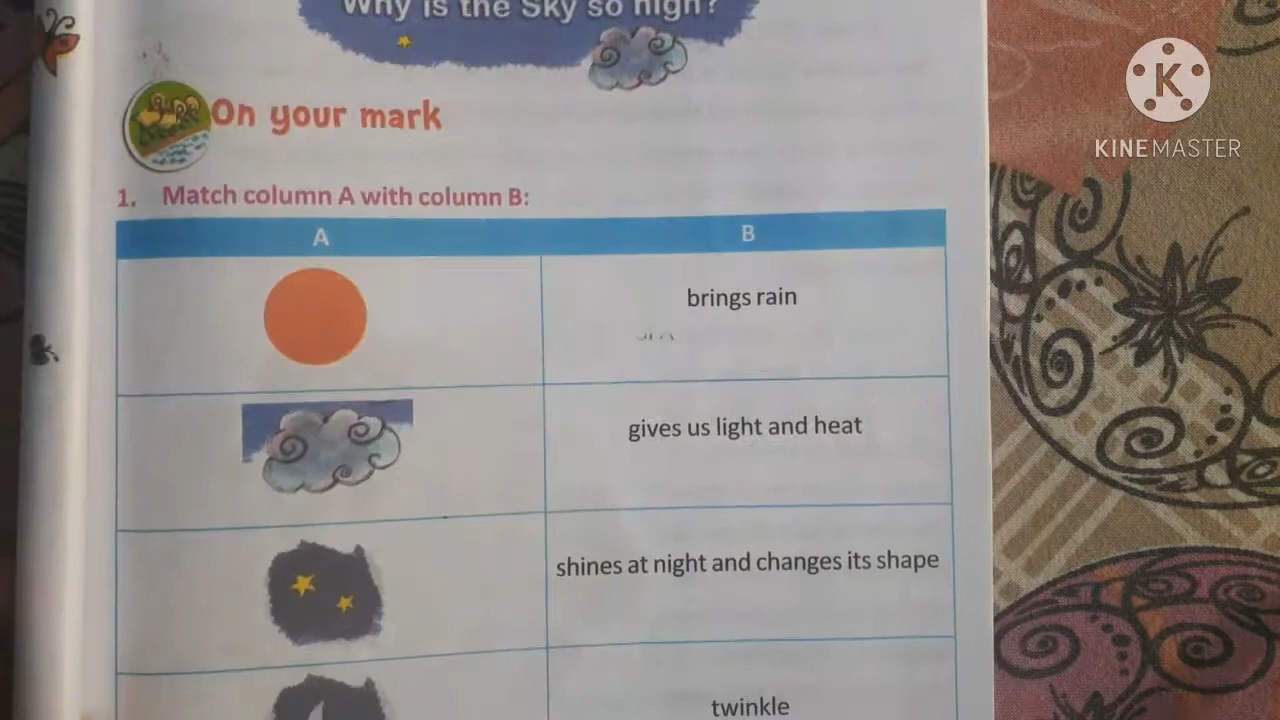 Why is the Sky so high?
K
KINEMASTER
On your mark
1. Match column A with column B:
A B
brings rain
gives us light and heat
shines at night and changes its shape
twinkle